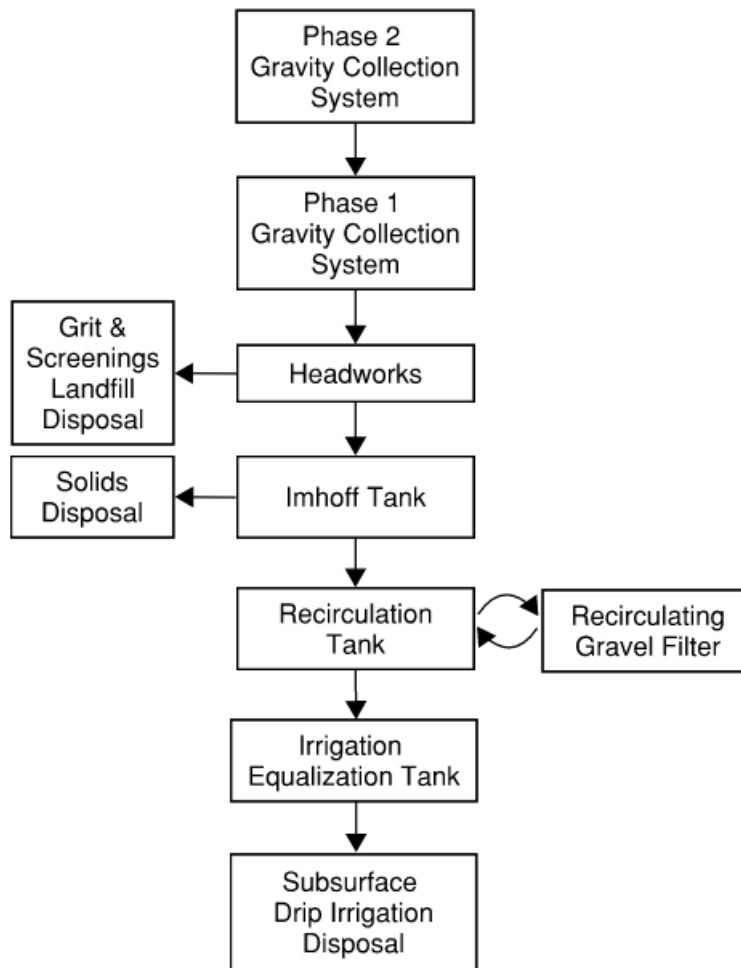 Phase 2
Gravity Collection
System
Phase 1
Gravity Collection
System
Grit &
Screenings
Landfill
Disposal
Headworks
Solids
Disposal
Imhoff Tank
Recirculation
Tank
Recirculating
Gravel Filter
Irrigation
Equalization Tank
Subsurface
Drip Irrigation
Disposal